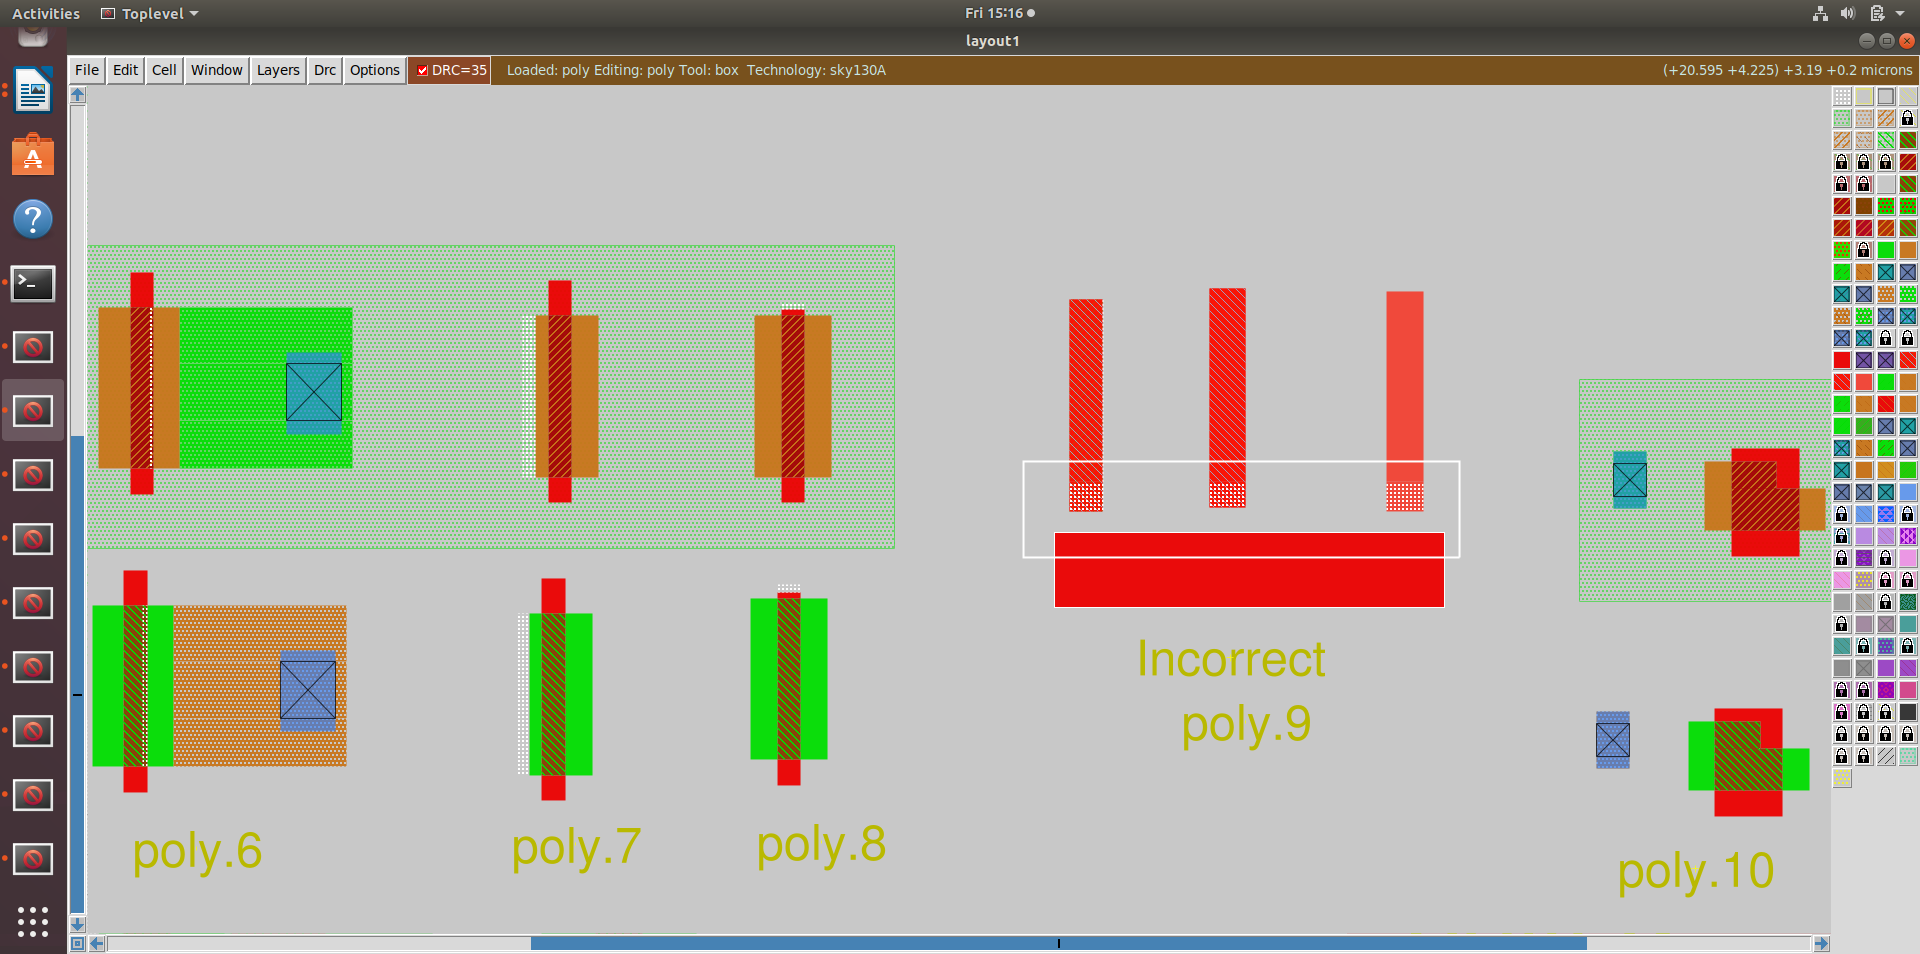 Activities Toplevel Fri 15:16
layout1
File Edit Cell Window Layers Drc Options DRC=35 Loaded: poly Editing: poly Tool: box Technology: sky130A (+20.595 +4.225) +3.19 +0.2 microns
Incorrect
poly.9
poly.6 poly.7 poly.8 poly.10